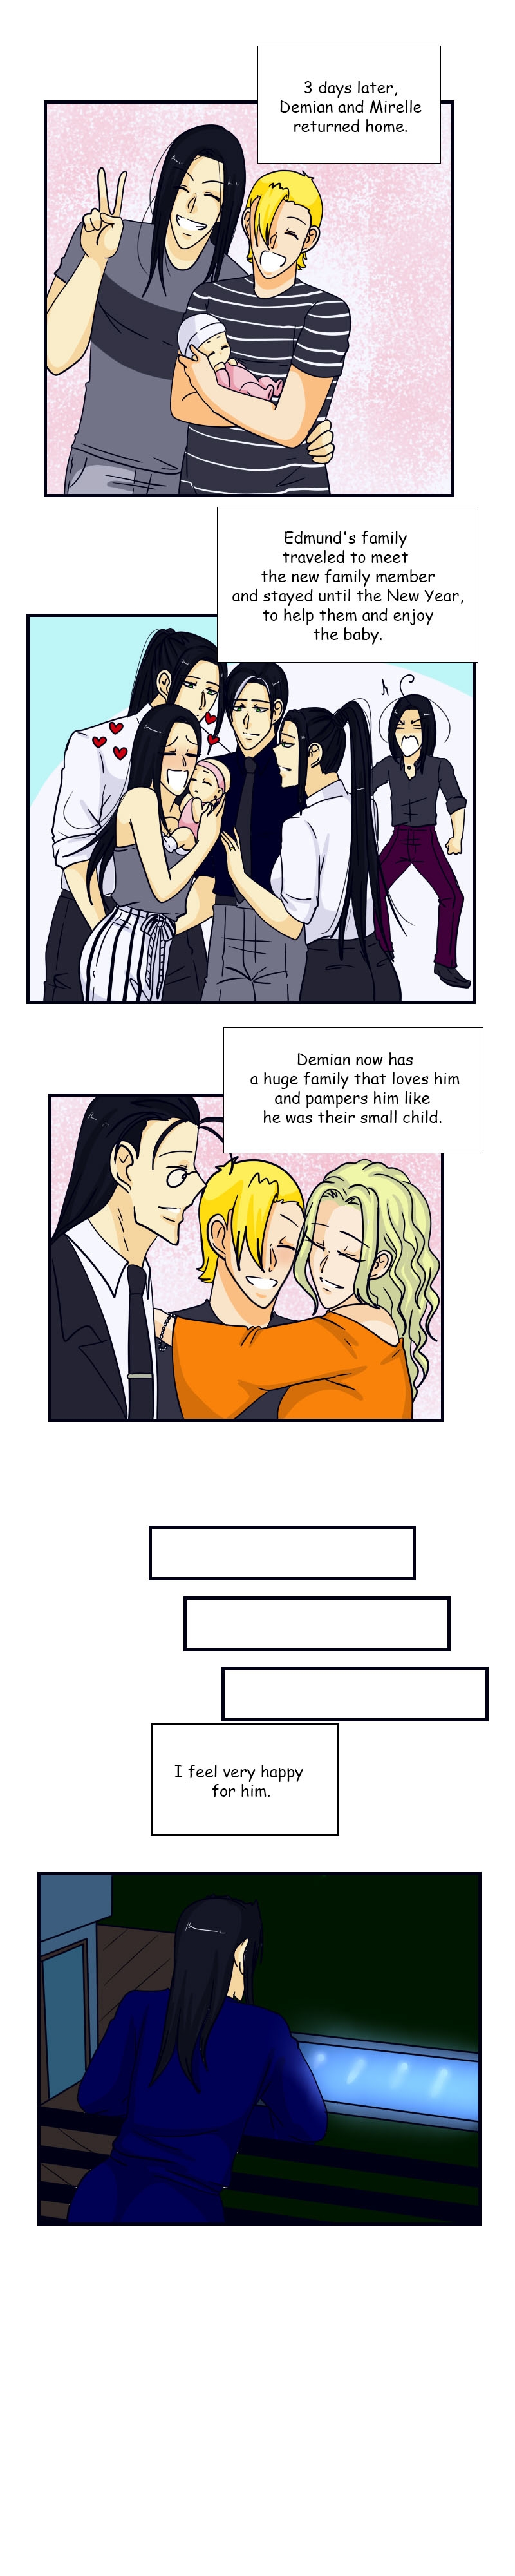 3 days later,
Demian and Mirelle
returned home.
Edmund's family
traveled to meet
the new family member
and stayed until the New Year,
to help them and enjoy
the baby.
Demian now has
a huge family that loves him
and pampers him like
he was their small child.
I feel very happy
for him.